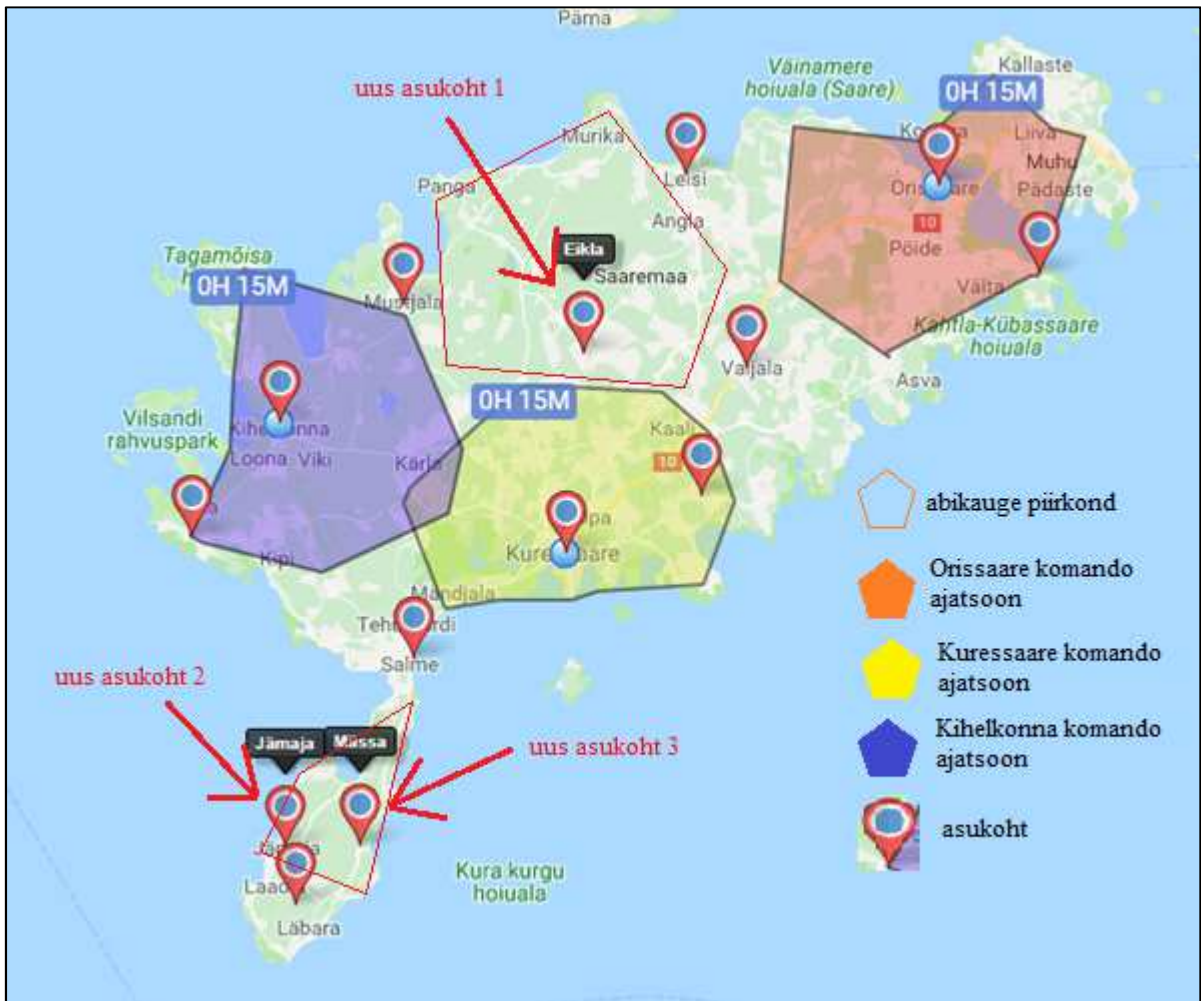 Pärna
Väinamere
hoiuala (Saare)
Kallaste
0H 15M
uus asukoht 1
Murika
Liiva
Leisi
Muhu
Panga
Pädaste
Angla
10
Pöide
Eikla
Saaremaa
Tagamõisa
0H 15M
Mustjala
Välta
Kahtla-Kübassaare
hoiuala
Valjala
Asva
0H 15M
Vilsandi
rahvuspark
Kihelkonna
Kaali
Loona
Viki
Kärla
10
abikauge piirkond
Kipi
Kuressaare
Orissaare komando
ajatsoon
Mändjala
Salme
Kuressaare komando
ajatsoon
uus asukoht 2
Jämaja
Mässa
uus asukoht 3
Kihelkonna komando
ajatsoon
asukoht
Kura kurgu
hoiuala
Läbara